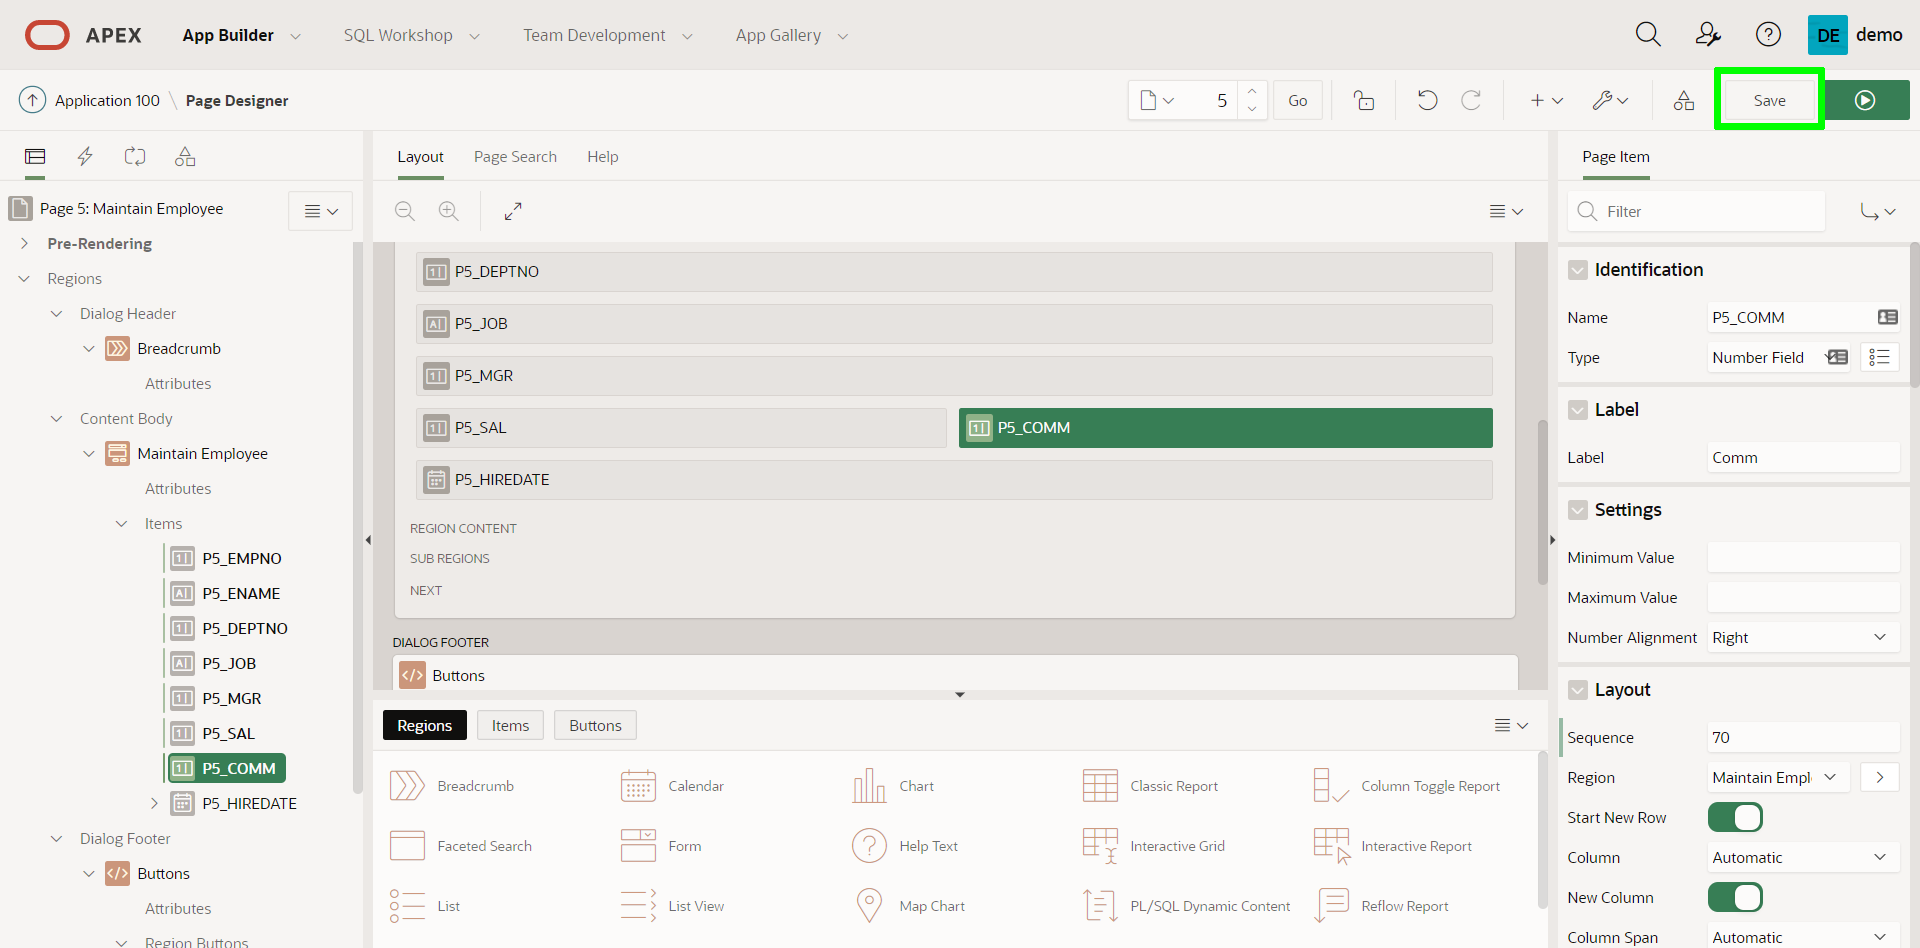 APEX App Builder SQL Workshop Team Development App Gallery DE demo
Application 100 \ Page Designer 5 Go Save
Layout Page Search Help
Page Item
Page 5: Maintain Employee
Filter
Pre-Rendering
Regions
Dialog Header
Breadcrumb
Attributes
Content Body
Maintain Employee
Attributes
Items
P5_EMPNO
P5_ENAME
P5_DEPTNO
P5_JOB
P5_MGR
P5_SAL
P5_COMM
P5_HIREDATE
Dialog Footer
Buttons
Attributes
Region Buttons
P5_DEPTNO
P5_JOB
P5_MGR
P5_SAL P5_COMM
P5_HIREDATE
REGION CONTENT
SUB REGIONS
NEXT
DIALOG FOOTER
Buttons
Regions Items Buttons
Breadcrumb Calendar Chart Classic Report Column Toggle Report
Faceted Search Form Help Text Interactive Grid Interactive Report
List List View Map Chart PL/SQL Dynamic Content Reflow Report
Identification
Name P5_COMM
Type Number Field
Label
Label Comm
Settings
Minimum Value
Maximum Value
Number Alignment Right
Layout
Sequence 70
Region Maintain Empl
Start New Row
Column Automatic
New Column
Column Span Automatic